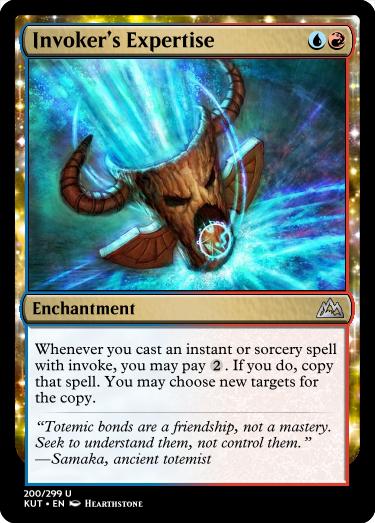 Invoker's Expertise
Enchantment
Whenever you cast an instant or sorcery spell
with invoke, you may pay 2. If you do, copy
that spell. You may choose new targets for
the copy.
“Totemic bonds are a friendship, not a mastery.
Seek to understand them, not control them.”
—Samaka, ancient totemist
200/299 U
KUT • EN Hearthstone